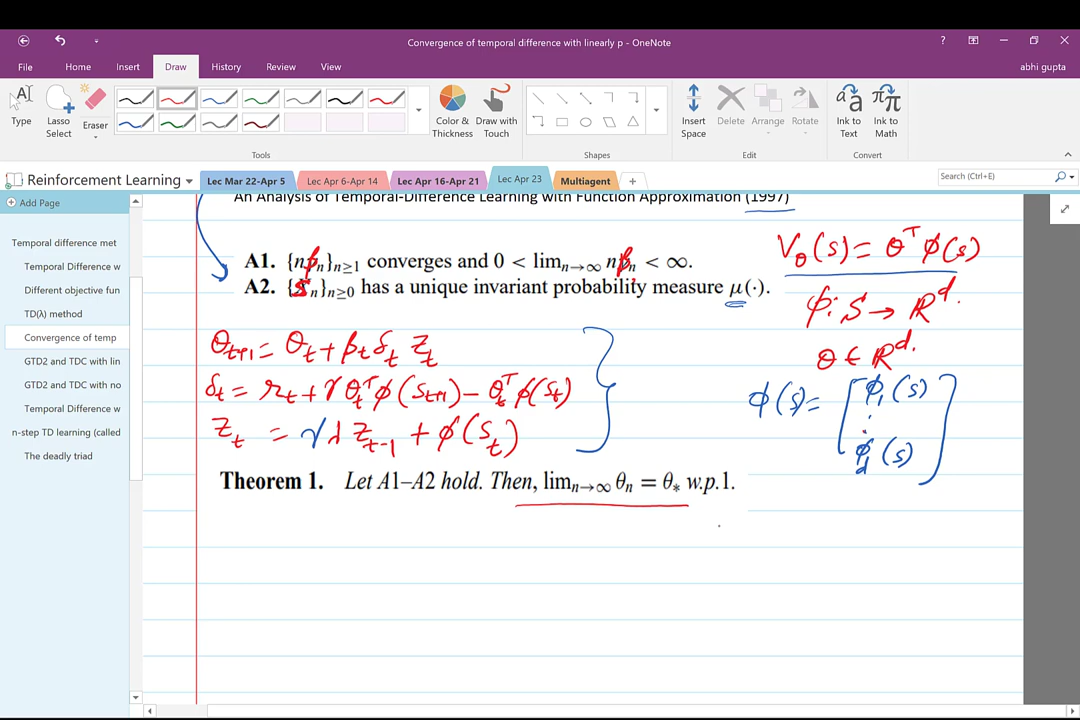 Convergence of temporal difference with linearly p - OneNote
?
File Home Insert Draw History Review View
abhi gupta
Type
Lasso Select
Eraser
Color & Thickness
Draw with Touch
Insert Space
Delete
Arrange
Rotate
Ink to Text
Ink to Math
Tools
Shapes
Edit
Convert
Reinforcement Learning
Lec Mar 22-Apr 5
Lec Apr 6-Apr 14
Lec Apr 16-Apr 21
Lec Apr 23
Multiagent
+
Search (Ctrl+E)
Add Page
Temporal difference met
Temporal difference w
Different objective fun
TD(λ) method
Convergence of temp
GTD2 and TDC with lin
GTD2 and TDC with no
Temporal difference w
n-step TD learning (called
The deadly triad
An Analysis of Temporal-Difference Learning with Function Approximation (1997)
A1. {nβn}n≥1 converges and 0 < limn→∞ nβn < ∞.
A2. {Sn}n≥0 has a unique invariant probability measure μ(·).
θt+1 = θt + βt δt Zt
δt = rt + γ θtᵀ φ(St+1) − θtᵀ φ(St)
Zt = γλ Zt-1 + φ(St)
Vθ(s) = θᵀ φ(s)
φ: S → ℝᵈ.
θ ∈ ℝᵈ.
φ(s) = [φ1(s)
⋮
φd(s)]
Theorem 1. Let A1–A2 hold. Then, limn→∞ θn = θ* w.p.1.